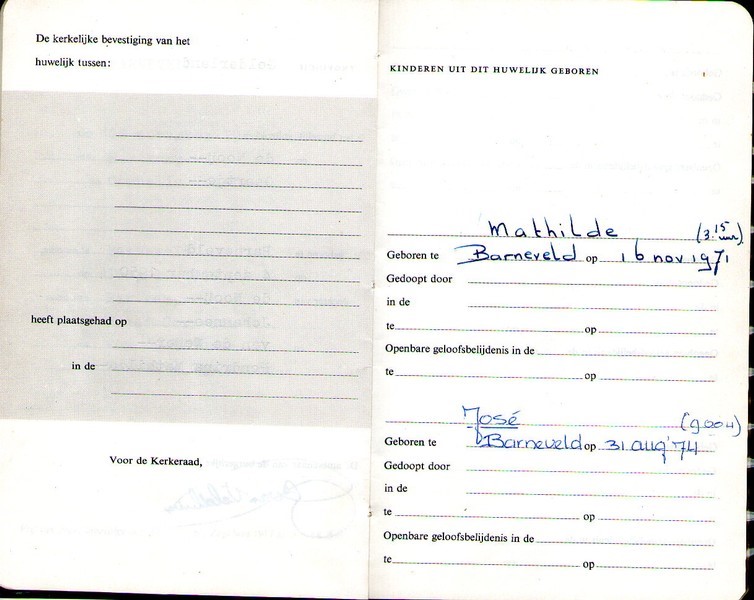 De kerkelijke bevestiging van het
huwelijk tussen:
heeft plaatsgehad op
in de
Voor de Kerkeraad,
KINDEREN UIT DIT HUWELIJK GEBOREN
Mathilde (3.15 uur)
Geboren te Barneveld op 16 nov 1971
Gedoopt door
in de
te op
Openbare geloofsbelijdenis in de
te op
José (9 004)
Geboren te Barneveld op 31 aug '74
Gedoopt door
in de
te op
Openbare geloofsbelijdenis in de
te op